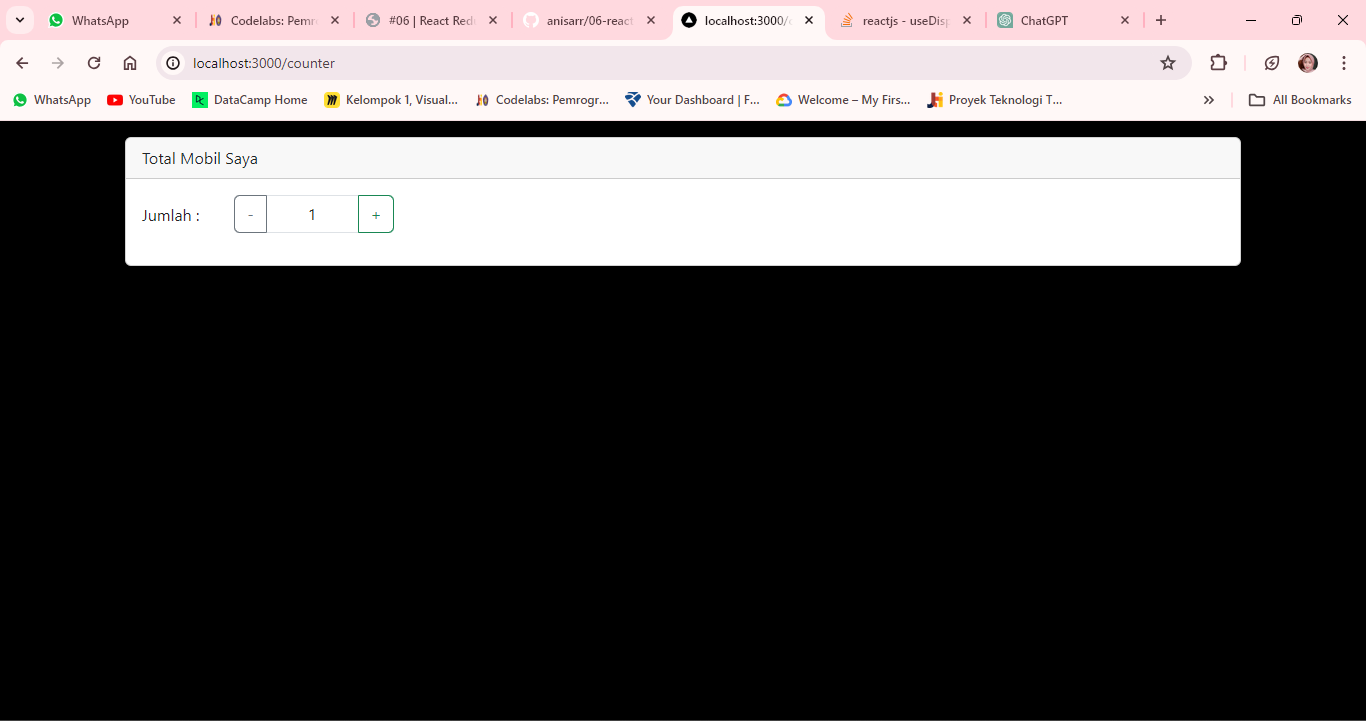 WhatsApp
Codelabs: Pemr
#06 | React Red
anisarr/06-react
localhost:3000/c
reactjs - useDisp
ChatGPT
localhost:3000/counter
WhatsApp
YouTube
DataCamp Home
Kelompok 1, Visual...
Codelabs: Pemrogr...
Your Dashboard | F...
Welcome – My Firs...
Proyek Teknologi T...
All Bookmarks
Total Mobil Saya
Jumlah : - 1 +